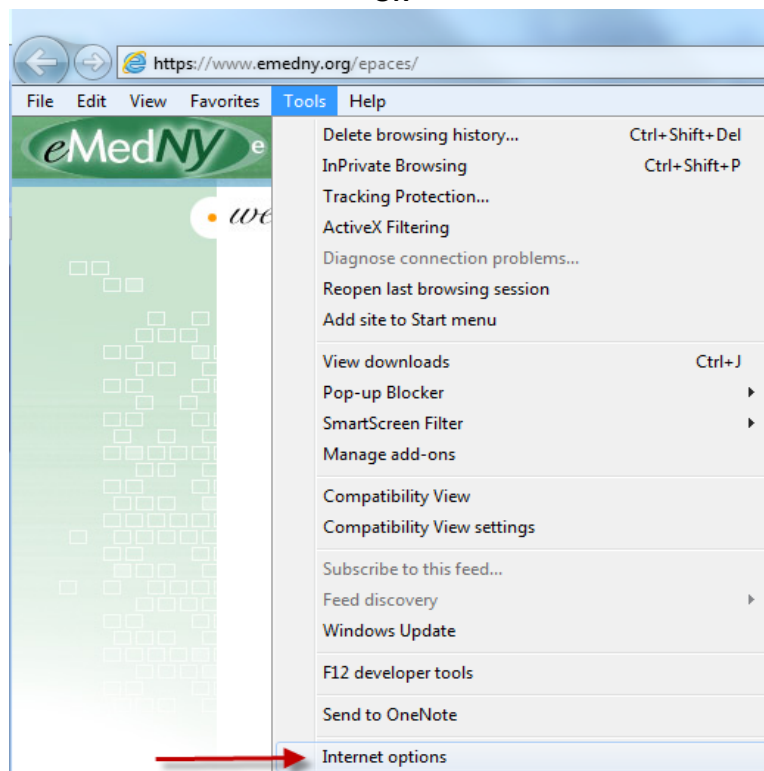 https://www.emedny.org/epaces/
File Edit View Favorites Tools Help
eMedNY e
we
Delete browsing history... Ctrl+Shift+Del
InPrivate Browsing Ctrl+Shift+P
Tracking Protection...
ActiveX Filtering
Diagnose connection problems...
Reopen last browsing session
Add site to Start menu
View downloads Ctrl+J
Pop-up Blocker
SmartScreen Filter
Manage add-ons
Compatibility View
Compatibility View settings
Subscribe to this feed...
Feed discovery
Windows Update
F12 developer tools
Send to OneNote
Internet options